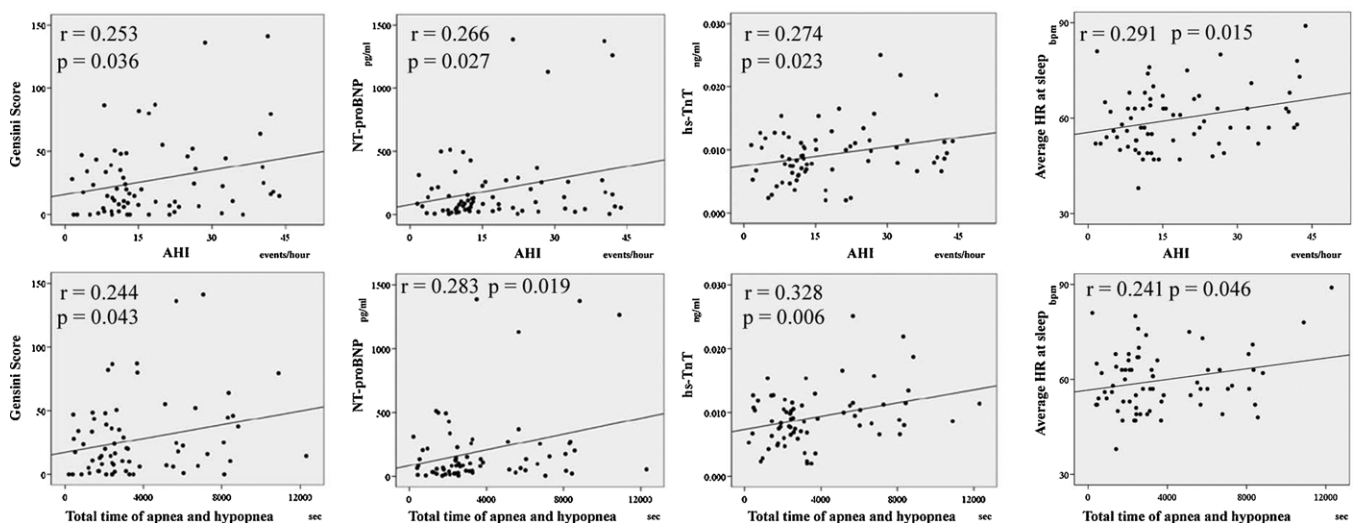 r = 0.253
p = 0.036
150
100
50
0
Gensini Score
0 15 30 45
AHI events/hour
r = 0.266
p = 0.027
pg/ml
1500
1000
500
0
NT-proBNP
0 15 30 45
AHI events/hour
r = 0.274
p = 0.023
ng/ml
0.030
0.020
0.010
0.000
hs-TnT
0 15 30 45
AHI events/hour
r = 0.291 p = 0.015
bpm
90
60
30
Average HR at sleep
0 15 30 45
AHI events/hour
r = 0.244
p = 0.043
150
100
50
0
Gensini Score
0 4000 8000 12000
Total time of apnea and hypopnea sec
r = 0.283 p = 0.019
pg/ml
1500
1000
500
0
NT-proBNP
0 4000 8000 12000
Total time of apnea and hypopnea sec
r = 0.328
p = 0.006
ng/ml
0.030
0.020
0.010
0.000
hs-TnT
0 4000 8000 12000
Total time of apnea and hypopnea sec
r = 0.241 p = 0.046
bpm
90
60
30
Average HR at sleep
0 4000 8000 12000
Total time of apnea and hypopnea sec